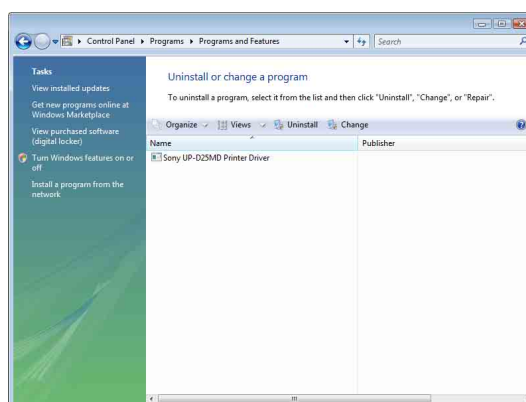 Control Panel ▸ Programs ▸ Programs and Features
Search
Tasks
View installed updates
Get new programs online at
Windows Marketplace
View purchased software
(digital locker)
Turn Windows features on or
off
Install a program from the
network
Uninstall or change a program
To uninstall a program, select it from the list and then click "Uninstall", "Change", or "Repair".
Organize Views Uninstall Change
Name Publisher
Sony UP-D25MD Printer Driver